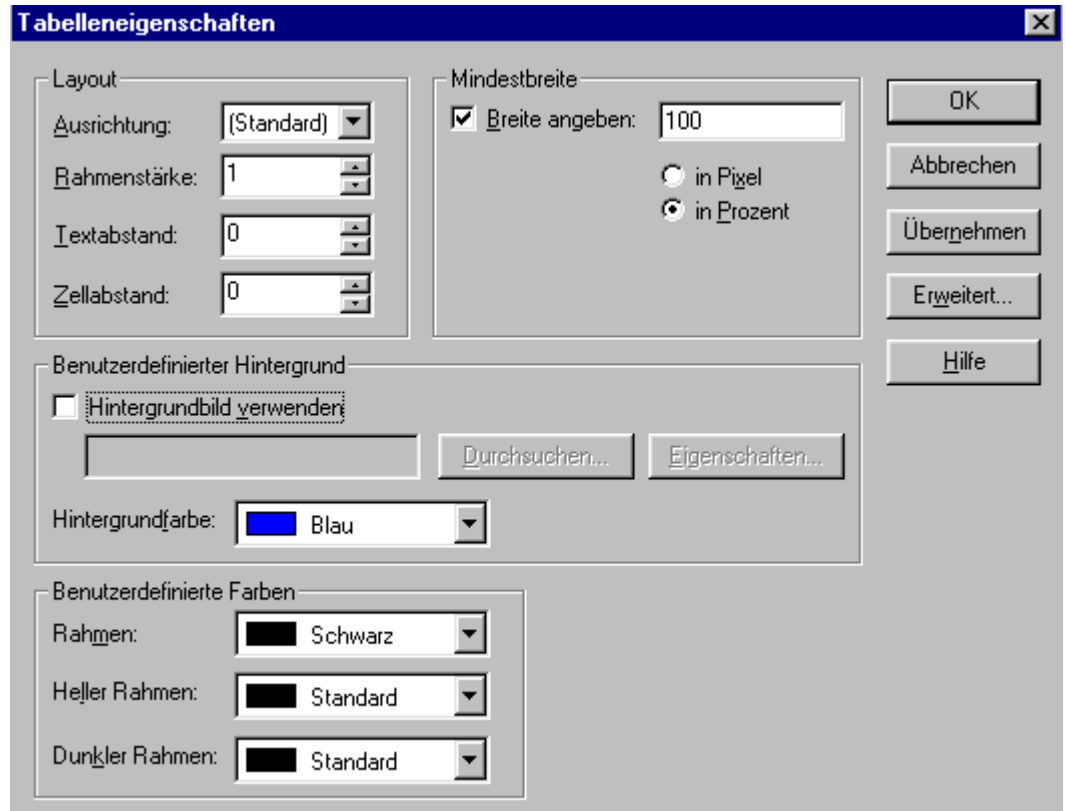 Tabelleneigenschaften
Layout
Ausrichtung: (Standard)
Rahmenstärke: 1
Textabstand: 0
Zellabstand: 0
Mindestbreite
Breite angeben: 100
in Pixel
in Prozent
OK
Abbrechen
Übernehmen
Erweitert...
Hilfe
Benutzerdefinierter Hintergrund
Hintergrundbild verwenden
Durchsuchen... Eigenschaften...
Hintergrundfarbe: Blau
Benutzerdefinierte Farben
Rahmen: Schwarz
Heller Rahmen: Standard
Dunkler Rahmen: Standard